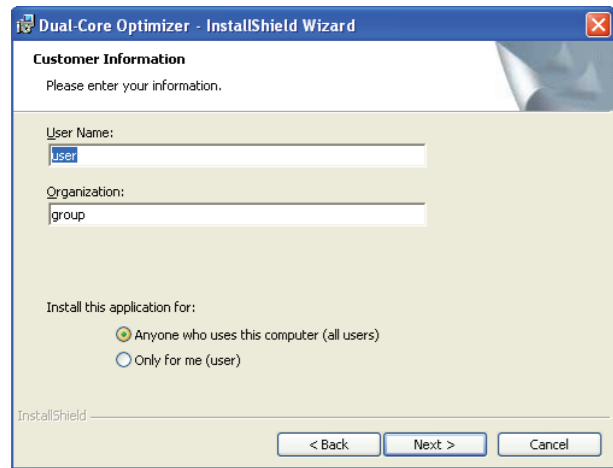 Dual-Core Optimizer - InstallShield Wizard
Customer Information
Please enter your information.
User Name:
user
Organization:
group
Install this application for:
Anyone who uses this computer (all users)
Only for me (user)
InstallShield
< Back Next > Cancel